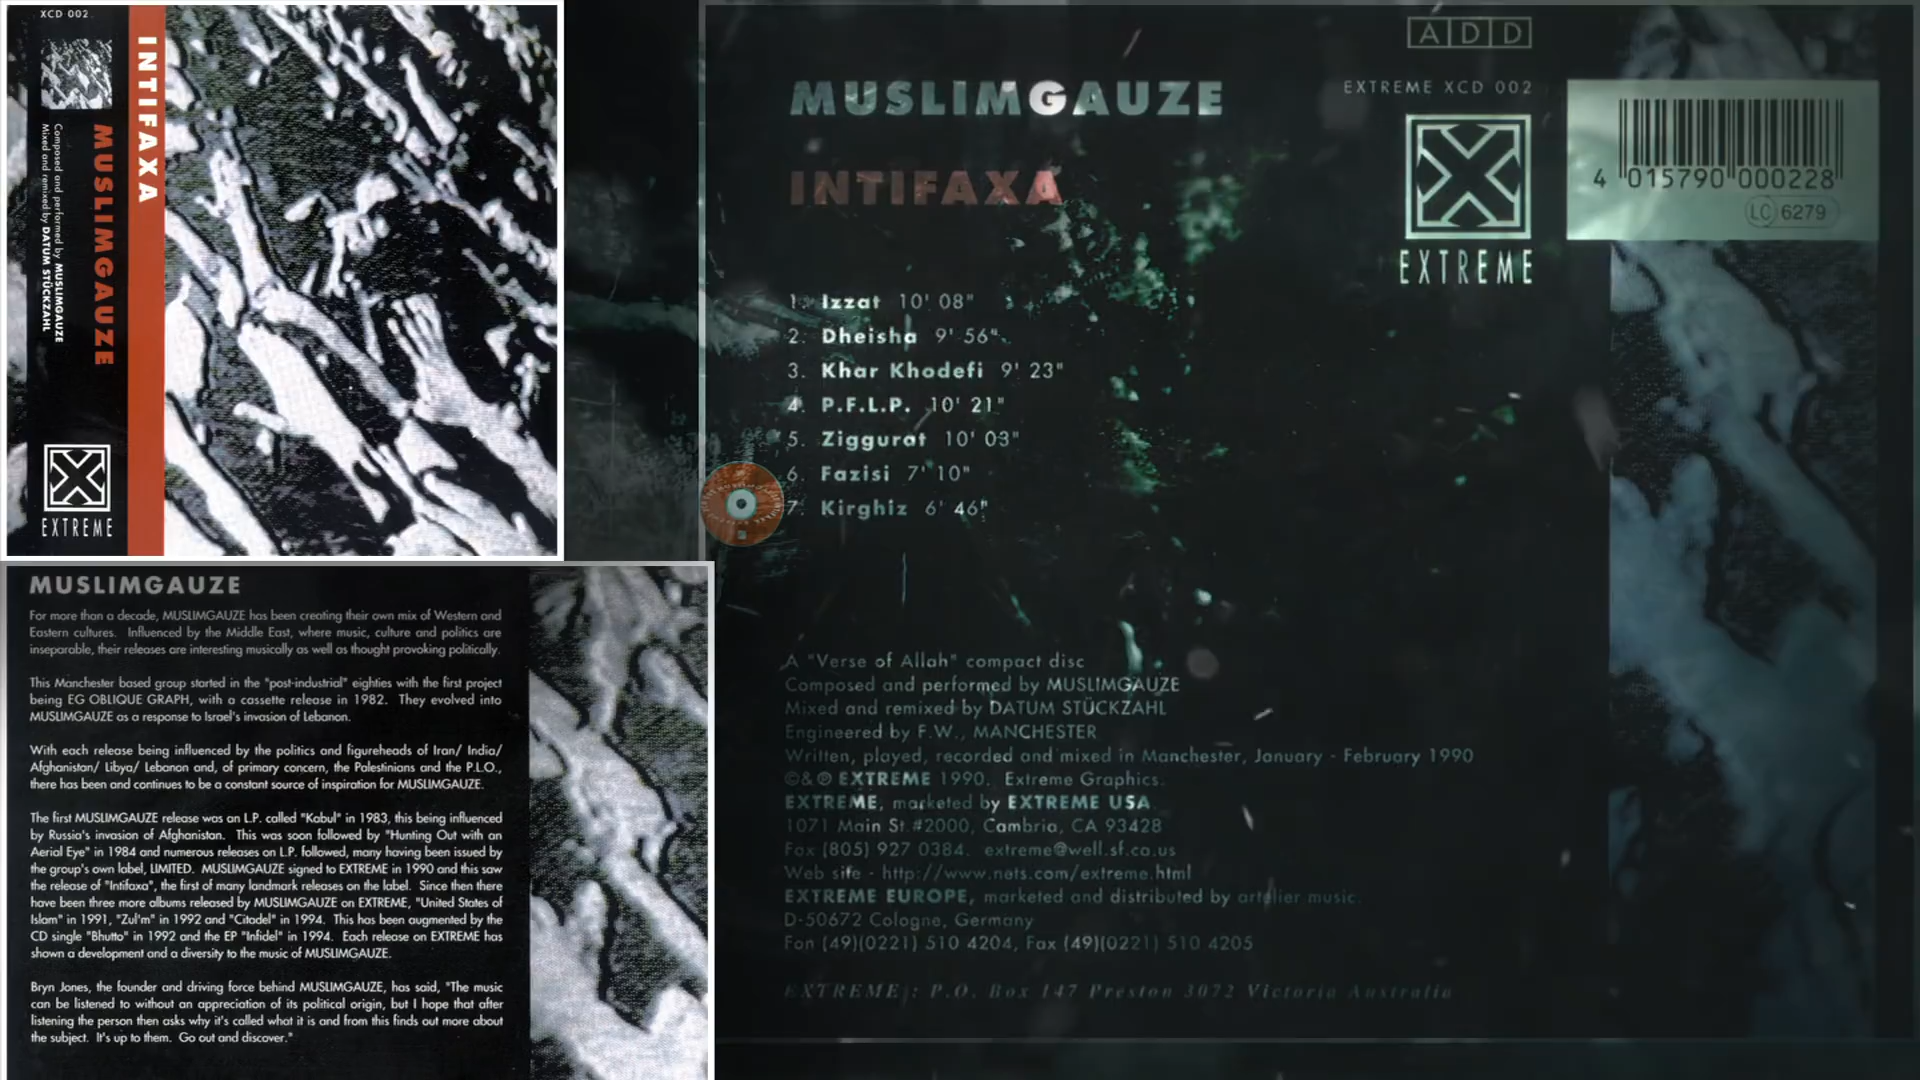 XCD 002
INTIFAXA
MUSLIMGAUZE
Composed and performed by MUSLIMGAUZE
Mixed and remixed by DATUM STÜCKZAHL
EXTREME
MUSLIMGAUZE
For more than a decade, MUSLIMGAUZE has been creating their own mix of Western and
Eastern cultures. Influenced by the Middle East, where music, culture and politics are
inseparable, their releases are interesting musically as well as thought provoking politically.
This Manchester based group started in the "post-industrial" eighties with the first project
being EG OBLIQUE GRAPH, with a cassette release in 1982. They evolved into
MUSLIMGAUZE as a response to Israel's invasion of Lebanon.
With each release being influenced by the politics and figureheads of Iran/ India/
Afghanistan/ Libya/ Lebanon and, of primary concern, the Palestinians and the P.L.O.,
there has been and continues to be a constant source of inspiration for MUSLIMGAUZE.
The first MUSLIMGAUZE release was an L.P. called "Kabul" in 1983, this being influenced
by Russia's invasion of Afghanistan. This was soon followed by "Hunting Out with an
Aerial Eye" in 1984 and numerous releases on L.P. followed, many having been issued by
the group's own label, LIMITED. MUSLIMGAUZE signed to EXTREME in 1990 and this saw
the release of "Intifaxa", the first of many landmark releases on the label. Since then there
have been three more albums released by MUSLIMGAUZE on EXTREME, "United States of
Islam" in 1991, "Zul'm" in 1992 and "Citadel" in 1994. This has been augmented by the
CD single "Bhutto" in 1992 and the EP "Infidel" in 1994. Each release on EXTREME has
shown a development and a diversity to the music of MUSLIMGAUZE.
Bryn Jones, the founder and driving force behind MUSLIMGAUZE, has said, "The music
can be listened to without an appreciation of its political origin, but I hope that after
listening the person then asks why it's called what it is and from this finds out more about
the subject. It's up to them. Go out and discover."
MUSLIMGAUZE
INTIFAXA
1. Izzat 10' 08"
2. Dheisha 9' 56"
3. Khar Khodefi 9' 23"
4. P.F.L.P. 10' 21"
5. Ziggurat 10' 03"
6. Fazisi 7' 10"
7. Kirghiz 6' 46"
ADD
EXTREME XCD 002
EXTREME
4 015790 000228
LC 6279
A "Verse of Allah" compact disc
Composed and performed by MUSLIMGAUZE
Mixed and remixed by DATUM STÜCKZAHL
Engineered by F.W., MANCHESTER
Written, played, recorded and mixed in Manchester, January - February 1990
©&℗ EXTREME 1990. Extreme Graphics.
EXTREME, marketed by EXTREME USA
1071 Main St #2000, Cambria, CA 93428
Fax (805) 927 0384. extreme@well.sf.ca.us
Web site - http://www.nets.com/extreme.html
EXTREME EUROPE, marketed and distributed by artelier music.
D-50672 Cologne, Germany
Fon (49)(0221) 510 4204, Fax (49)(0221) 510 4205
EXTREME : P.O. Box 147 Preston 3072 Victoria Australia